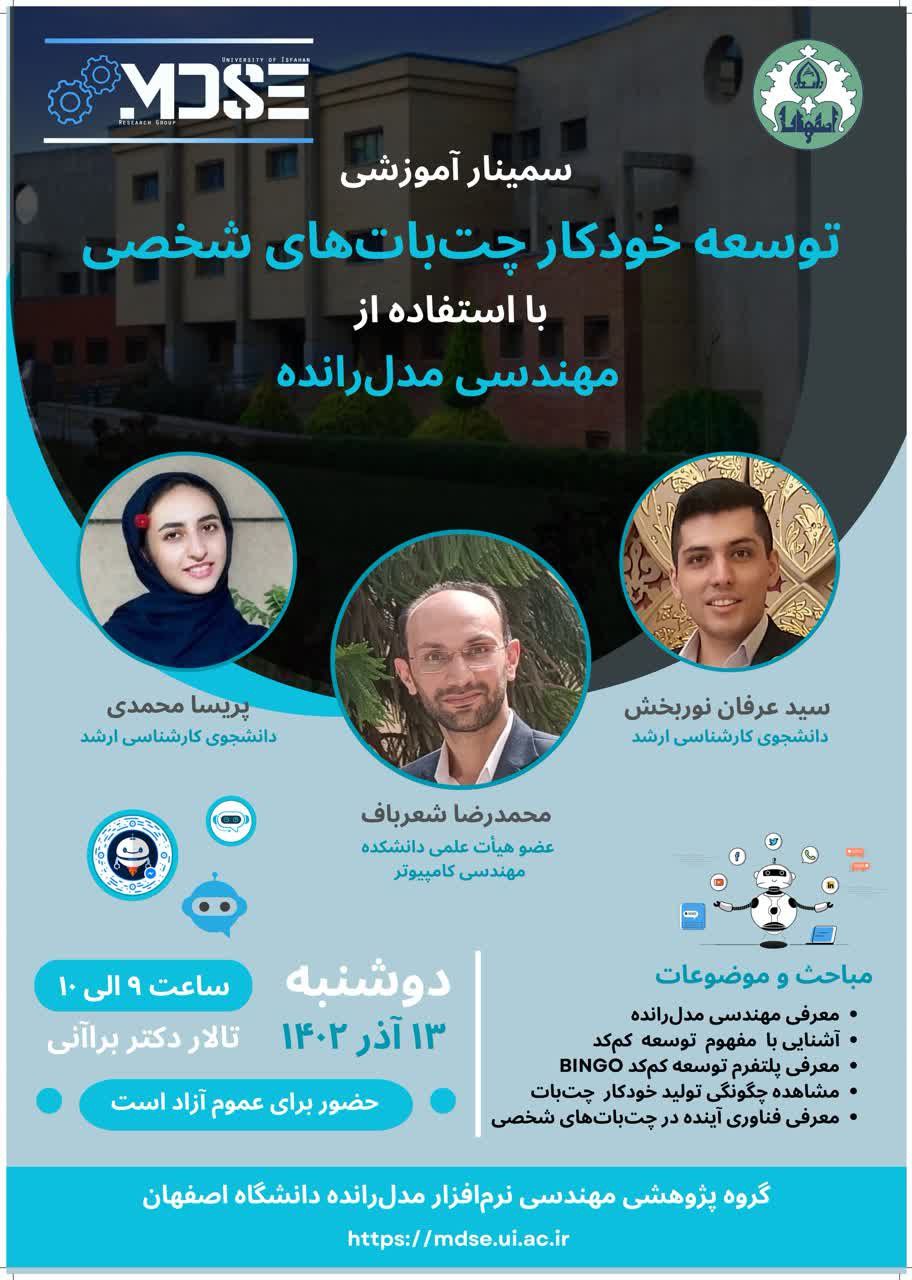 University of Isfahan
MDSE
Research Group
دانشگاه اصفهان
سمینار آموزشی
توسعه خودکار چت‌بات‌های شخصی
با استفاده از
مهندسی مدل‌رانده
سید عرفان نوربخش
دانشجوی کارشناسی ارشد
محمدرضا شعرباف
عضو هیأت علمی دانشکده
مهندسی کامپیوتر
پریسا محمدی
دانشجوی کارشناسی ارشد
مباحث و موضوعات
• معرفی مهندسی مدل‌رانده
• آشنایی با مفهوم توسعه کم‌کد
• معرفی پلتفرم توسعه کم‌کد BINGO
• مشاهده چگونگی تولید خودکار چت‌بات
• معرفی فناوری آینده در چت‌بات‌های شخصی
دوشنبه
۱۳ آذر ۱۴۰۲
ساعت ۹ الی ۱۰
تالار دکتر براآنی
حضور برای عموم آزاد است
گروه پژوهشی مهندسی نرم‌افزار مدل‌رانده دانشگاه اصفهان
https://mdse.ui.ac.ir